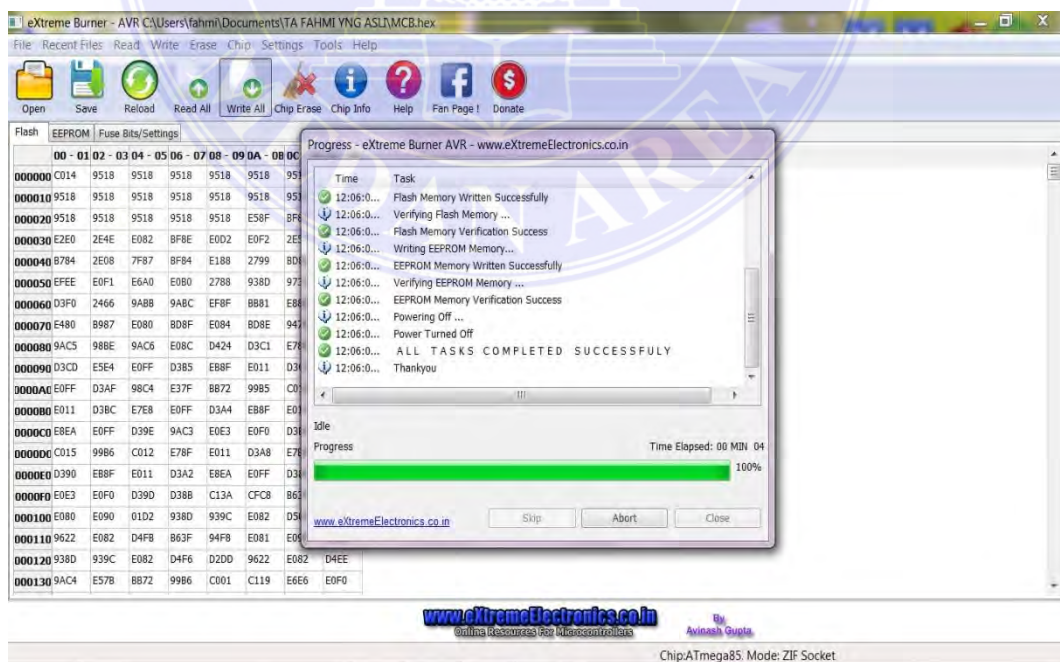 eXtreme Burner - AVR C:\Users\fahmi\Documents\TA FAHMI YNG ASLI\MCB.hex
File Recent Files Read Write Erase Chip Settings Tools Help
Open Save Reload Read All Write All Chip Erase Chip Info Help Fan Page ! Donate
Flash EEPROM Fuse Bits/Settings
00 - 01 02 - 03 04 - 05 06 - 07 08 - 09 0A - 0B 0C
000000 C014 9518 9518 9518 9518 9518
000010 9518 9518 9518 9518 9518 9518
000020 9518 9518 9518 9518 9518 E58F
000030 E2E0 2E4E E082 BF8E E0D2 E0F2
000040 B784 2E08 7F87 BF84 E188 2799
000050 EFEE E0F1 E6A0 E0B0 2788 938D
000060 D3F0 2466 9ABB 9ABC EF8F BB81
000070 E480 B987 E080 BD8F E084 BD8E
000080 9AC5 98BE 9AC6 E08C D424 D3C1
000090 D3CD E5E4 E0FF D3B5 EB8F E011
0000A0 E0FF D3AF 98C4 E37F BB72 99B5
0000B0 E011 D3BC E7E8 E0FF D3A4 EB8F
0000C0 E8EA E0FF D39E 9AC3 E0E3 E0F0
0000D0 C015 99B6 C012 E78F E011 D3A8
0000E0 D390 EB8F E011 D3A2 E8EA E0FF
0000F0 E0E3 E0F0 D39D D38B C13A CFC8
000100 E080 E090 01D2 938D 939C E082
000110 9622 E082 D4FB B63F 94F8 E081
000120 938D 939C E082 D4F6 D2DD 9622 E082 D4EE
000130 9AC4 E57B BB72 99B6 C001 C119 E6E6 E0F0
Progress - eXtreme Burner AVR - www.eXtremeElectronics.co.in
Time Task
12:06:0... Flash Memory Written Successfully
12:06:0... Verifying Flash Memory ...
12:06:0... Flash Memory Verification Success
12:06:0... Writing EEPROM Memory...
12:06:0... EEPROM Memory Written Successfully
12:06:0... Verifying EEPROM Memory ...
12:06:0... EEPROM Memory Verification Success
12:06:0... Powering Off ...
12:06:0... Power Turned Off
12:06:0... ALL TASKS COMPLETED SUCCESSFULY
12:06:0... Thankyou
Idle
Progress Time Elapsed: 00 MIN 04
100%
www.eXtremeElectronics.co.in Skip Abort Close
www.eXtremeElectronics.co.in
Online Resources For Microcontrollers
By
Avinash Gupta
Chip:ATmega85. Mode: ZIF Socket